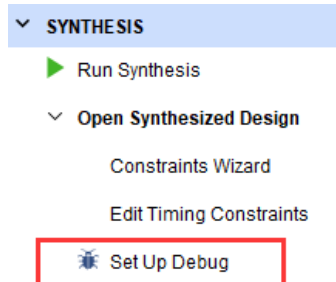 SYNTHESIS
Run Synthesis
Open Synthesized Design
Constraints Wizard
Edit Timing Constraints
Set Up Debug